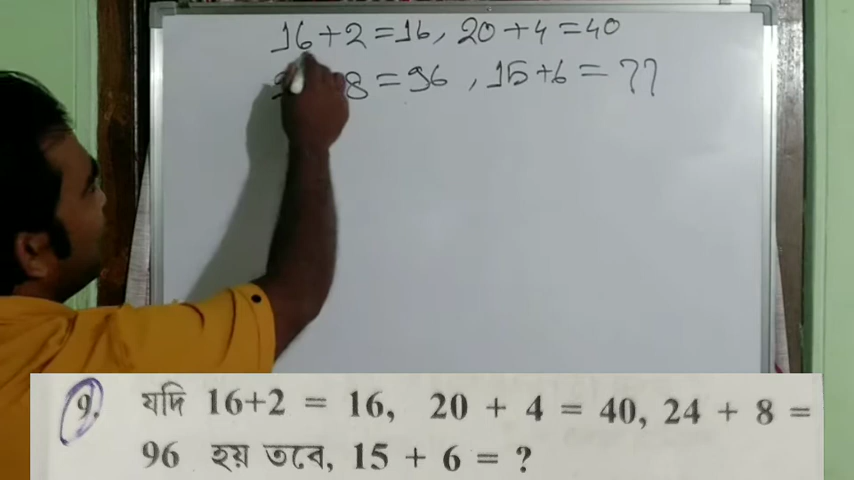 16+2=16, 20+4=40
8=96, 15+6=??
9. যদি 16+2 = 16, 20 + 4 = 40, 24 + 8 =
96 হয় তবে, 15 + 6 = ?